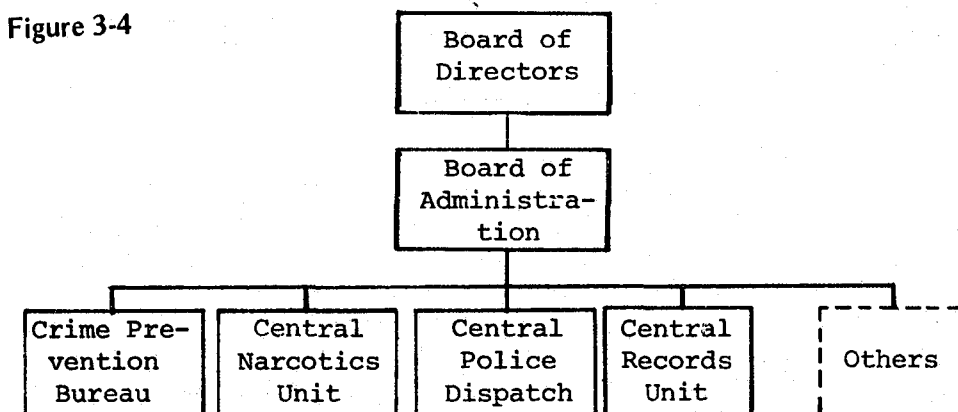 Figure 3-4
Board of
Directors
Board of
Administra-
tion
Crime Pre-
vention
Bureau
Central
Narcotics
Unit
Central
Police
Dispatch
Central
Records
Unit
Others